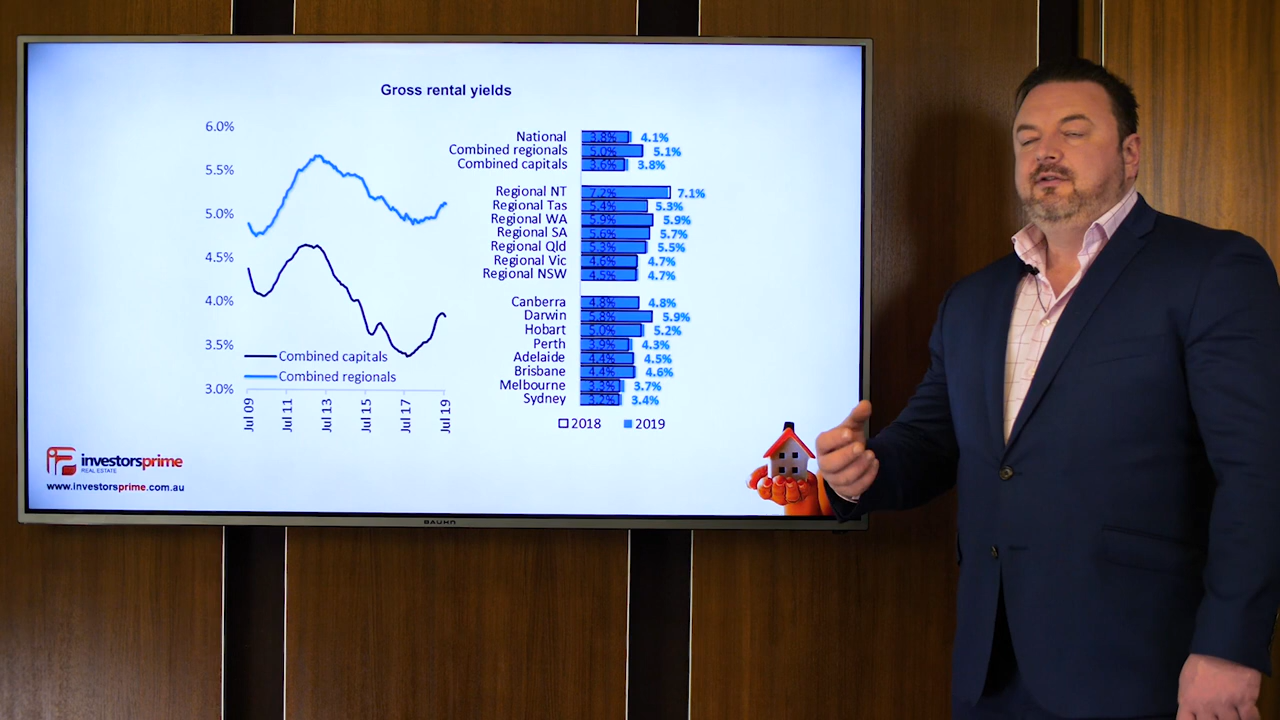 Gross rental yields
6.0%
5.5%
5.0%
4.5%
4.0%
3.5%
3.0%
Combined capitals
Combined regionals
Jul 09
Jul 11
Jul 13
Jul 15
Jul 17
Jul 19
National 3.8% 4.1%
Combined regionals 5.0% 5.1%
Combined capitals 3.6% 3.8%
Regional NT 7.2% 7.1%
Regional Tas 5.4% 5.3%
Regional WA 5.9% 5.9%
Regional SA 5.6% 5.7%
Regional Qld 5.3% 5.5%
Regional Vic 4.6% 4.7%
Regional NSW 4.5% 4.7%
Canberra 4.8% 4.8%
Darwin 5.8% 5.9%
Hobart 5.0% 5.2%
Perth 3.9% 4.3%
Adelaide 4.4% 4.5%
Brisbane 4.4% 4.6%
Melbourne 3.3% 3.7%
Sydney 3.2% 3.4%
2018 2019
investorsprime
REAL ESTATE
www.investorsprime.com.au
BAUHN